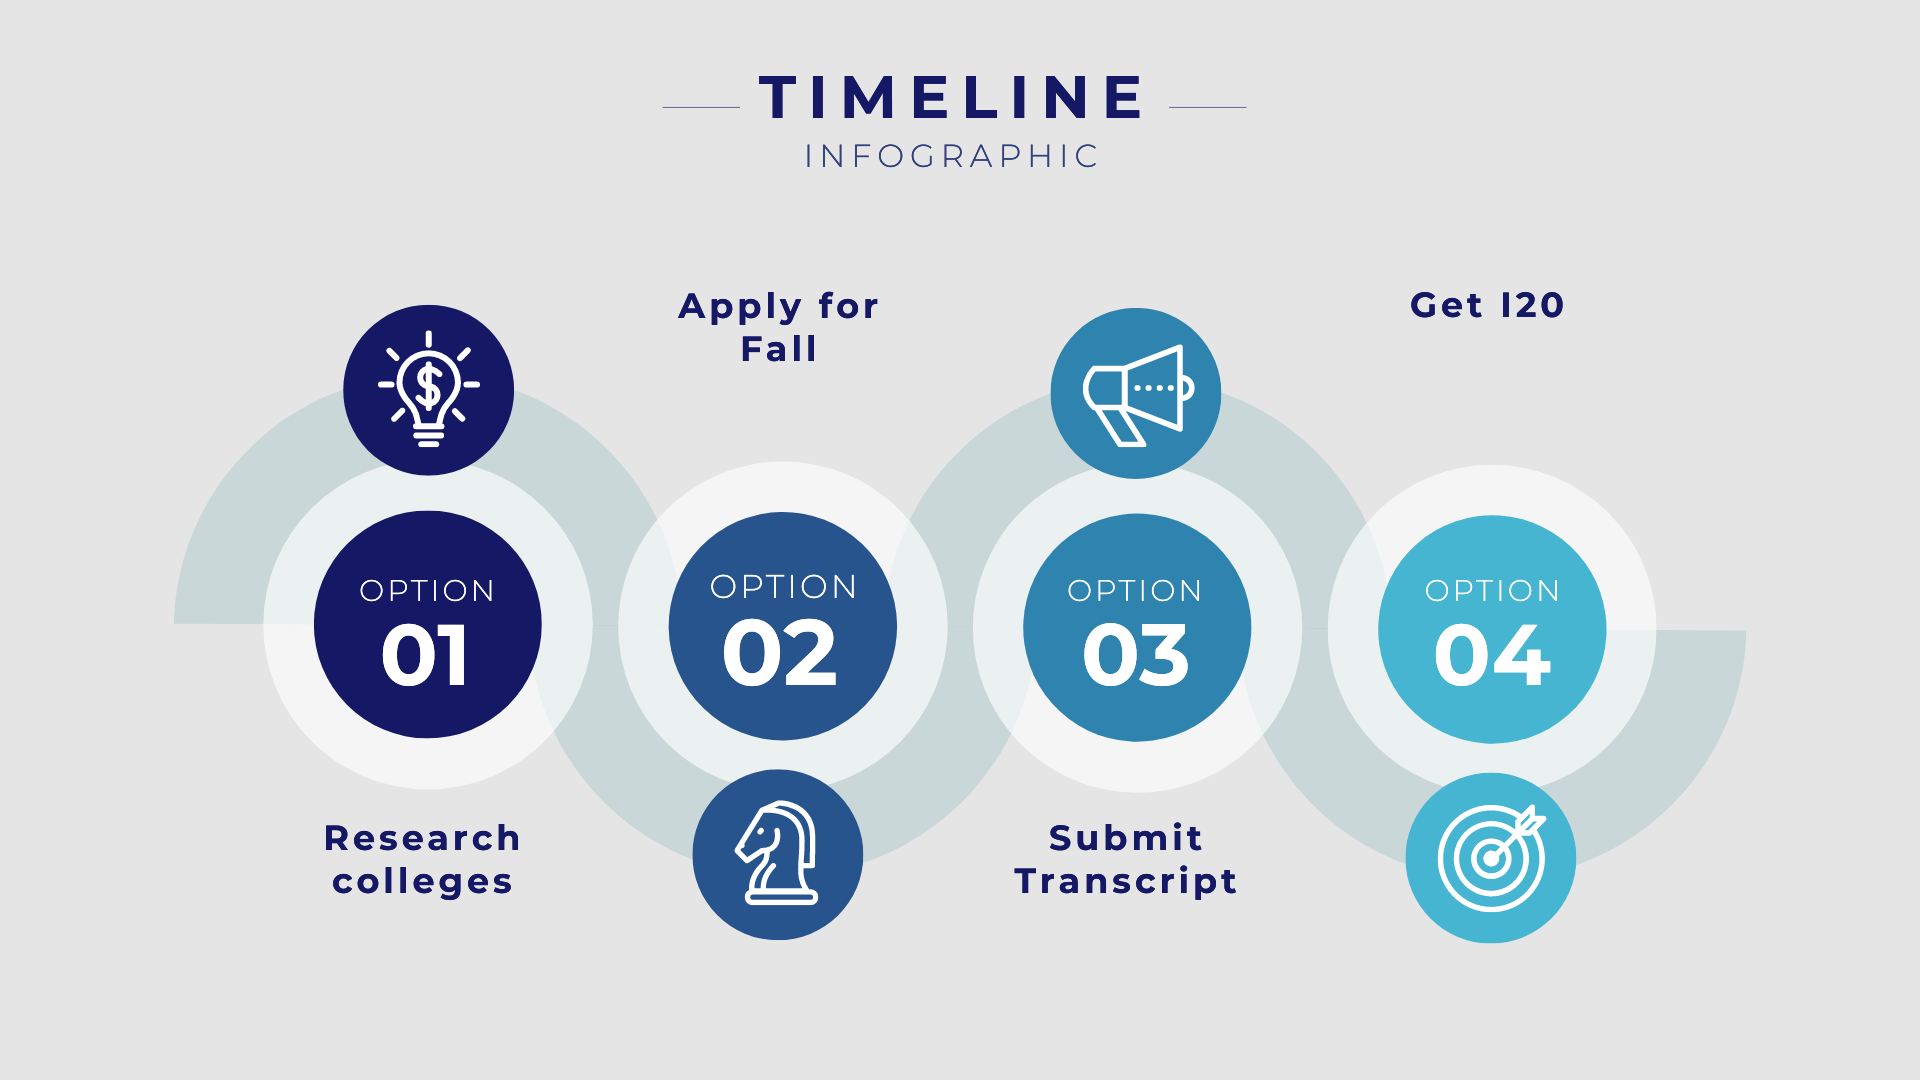 TIMELINE
INFOGRAPHIC
Apply for
Fall
Get I20
$
OPTION
01
OPTION
02
OPTION
03
OPTION
04
Research
colleges
Submit
Transcript